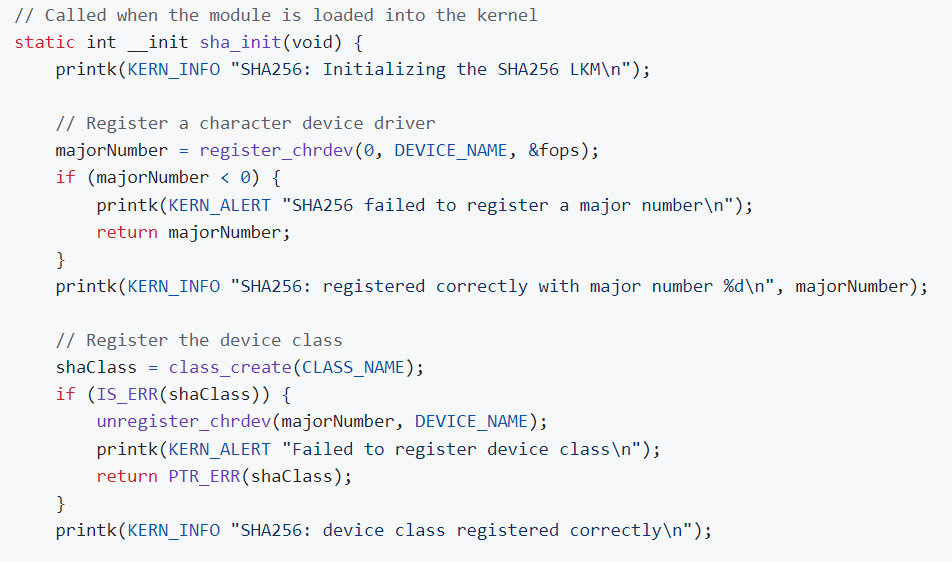 // Called when the module is loaded into the kernel
static int __init sha_init(void) {
    printk(KERN_INFO "SHA256: Initializing the SHA256 LKM\n");

    // Register a character device driver
    majorNumber = register_chrdev(0, DEVICE_NAME, &fops);
    if (majorNumber < 0) {
        printk(KERN_ALERT "SHA256 failed to register a major number\n");
        return majorNumber;
    }
    printk(KERN_INFO "SHA256: registered correctly with major number %d\n", majorNumber);

    // Register the device class
    shaClass = class_create(CLASS_NAME);
    if (IS_ERR(shaClass)) {
        unregister_chrdev(majorNumber, DEVICE_NAME);
        printk(KERN_ALERT "Failed to register device class\n");
        return PTR_ERR(shaClass);
    }
    printk(KERN_INFO "SHA256: device class registered correctly\n");